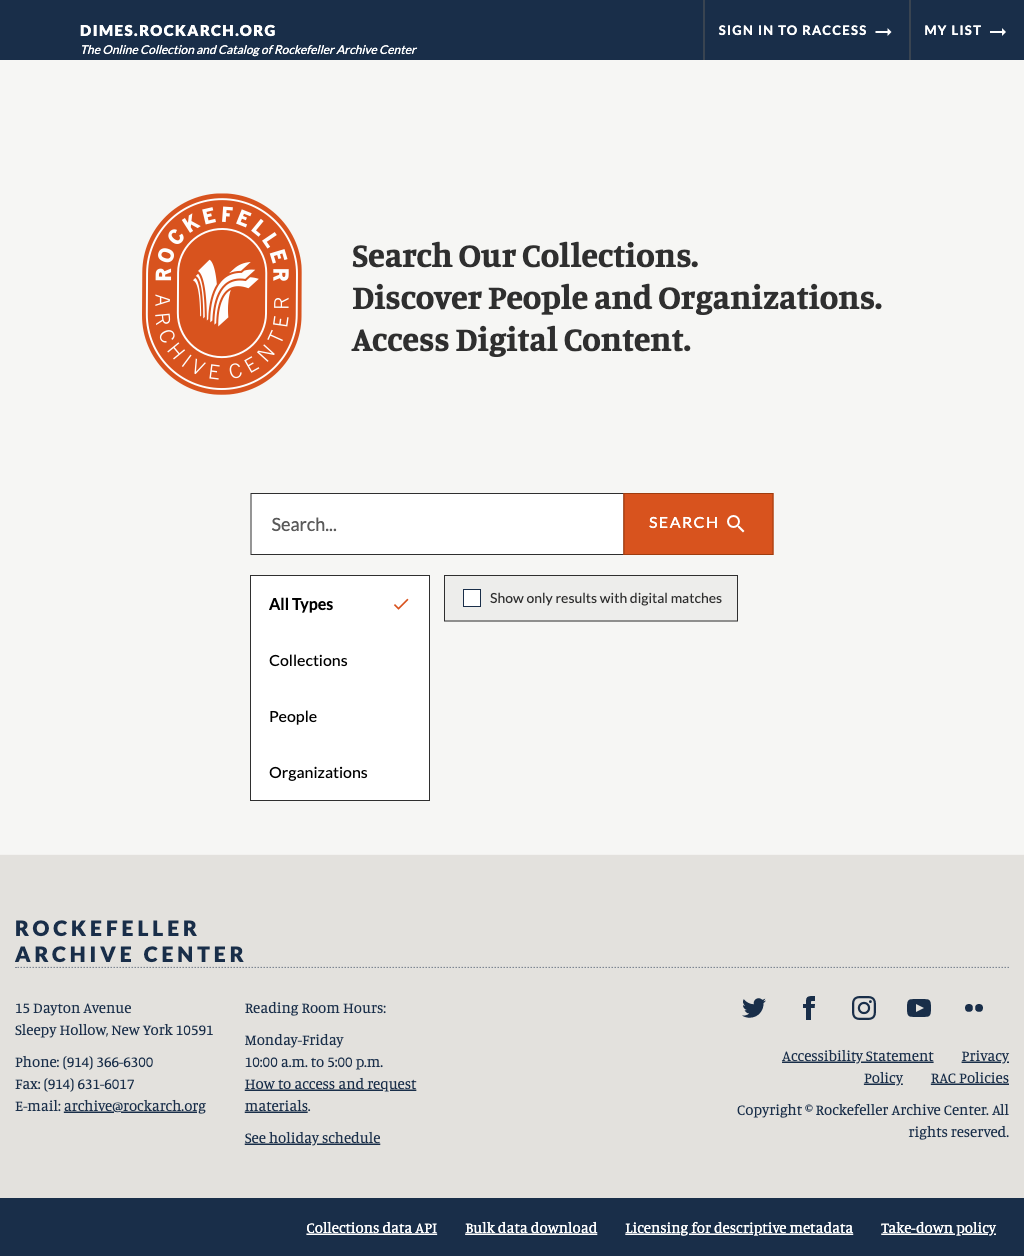 DIMES.ROCKARCH.ORG
The Online Collection and Catalog of Rockefeller Archive Center
SIGN IN TO RACCESS
MY LIST
ROCKEFELLER
ARCHIVE CENTER
Search Our Collections.
Discover People and Organizations.
Access Digital Content.
Search...
SEARCH
All Types
Collections
People
Organizations
Show only results with digital matches
ROCKEFELLER
ARCHIVE CENTER
15 Dayton Avenue
Sleepy Hollow, New York 10591
Phone: (914) 366-6300
Fax: (914) 631-6017
E-mail: archive@rockarch.org
Reading Room Hours:
Monday-Friday
10:00 a.m. to 5:00 p.m.
How to access and request
materials.
See holiday schedule
Accessibility Statement Privacy
Policy RAC Policies
Copyright © Rockefeller Archive Center. All
rights reserved.
Collections data API Bulk data download Licensing for descriptive metadata Take-down policy